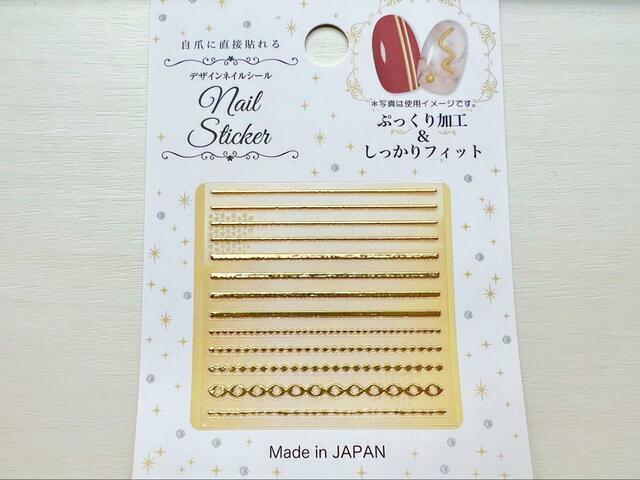 自爪に直接貼れる
デザインネイルシール
Nail
Sticker
＊写真は使用イメージです。
ぷっくり加工
&
しっかりフィット
Made in JAPAN